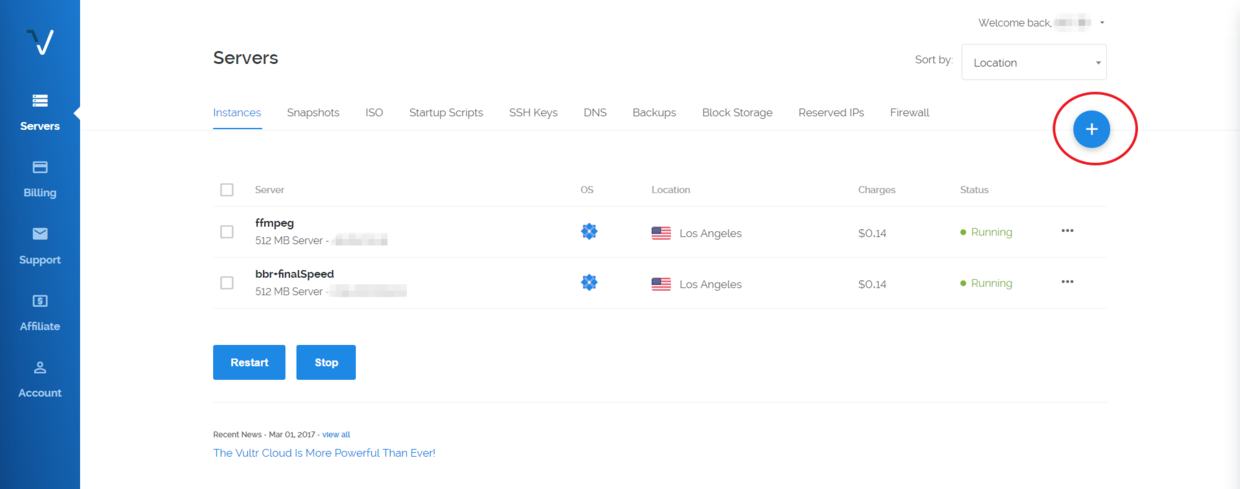 Welcome back,
Servers
Sort by: Location
Instances Snapshots ISO Startup Scripts SSH Keys DNS Backups Block Storage Reserved IPs Firewall
+
Servers
Billing
Support
Affiliate
Account
Server OS Location Charges Status
ffmpeg
512 MB Server - Los Angeles $0.14 Running
bbr+finalSpeed
512 MB Server - Los Angeles $0.14 Running
Restart Stop
Recent News - Mar 01, 2017 - view all
The Vultr Cloud Is More Powerful Than Ever!